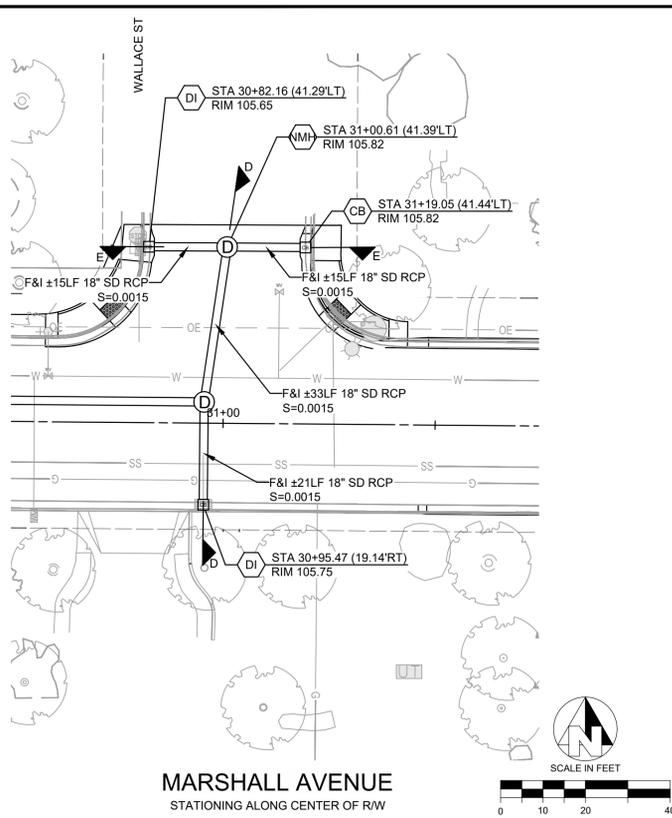 WALLACE ST
DI
STA 30+82.16 (41.29'LT)
RIM 105.65
NMH
STA 31+00.61 (41.39'LT)
RIM 105.82
D
CB
STA 31+19.05 (41.44'LT)
RIM 105.82
D
E
E
F&I ±15LF 18" SD RCP
S=0.0015
F&I ±15LF 18" SD RCP
S=0.0015
OE
OE
OE
OE
W
W
W
W
F&I ±33LF 18" SD RCP
S=0.0015
D
31+00
SS
SS
SS
G
G
G
G
F&I ±21LF 18" SD RCP
S=0.0015
D
DI
STA 30+95.47 (19.14'RT)
RIM 105.75
UT
G
N
SCALE IN FEET
0 10 20 40
MARSHALL AVENUE
STATIONING ALONG CENTER OF R/W